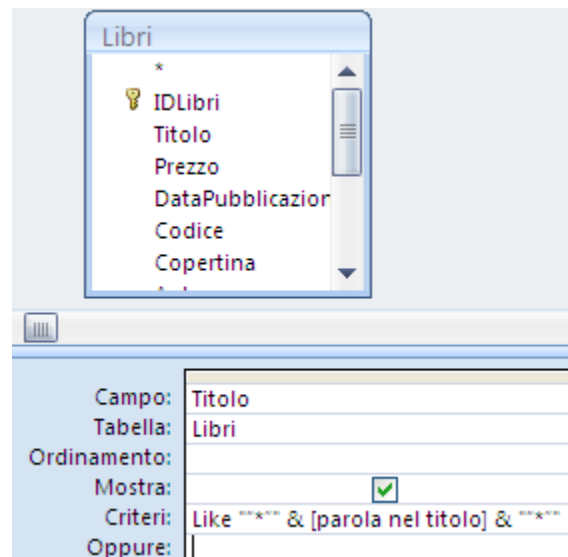 Libri
*
IDLibri
Titolo
Prezzo
DataPubblicazior
Codice
Copertina
Campo: Titolo
Tabella: Libri
Ordinamento:
Mostra:
Criteri: Like ""*"" & [parola nel titolo] & ""*""
Oppure: